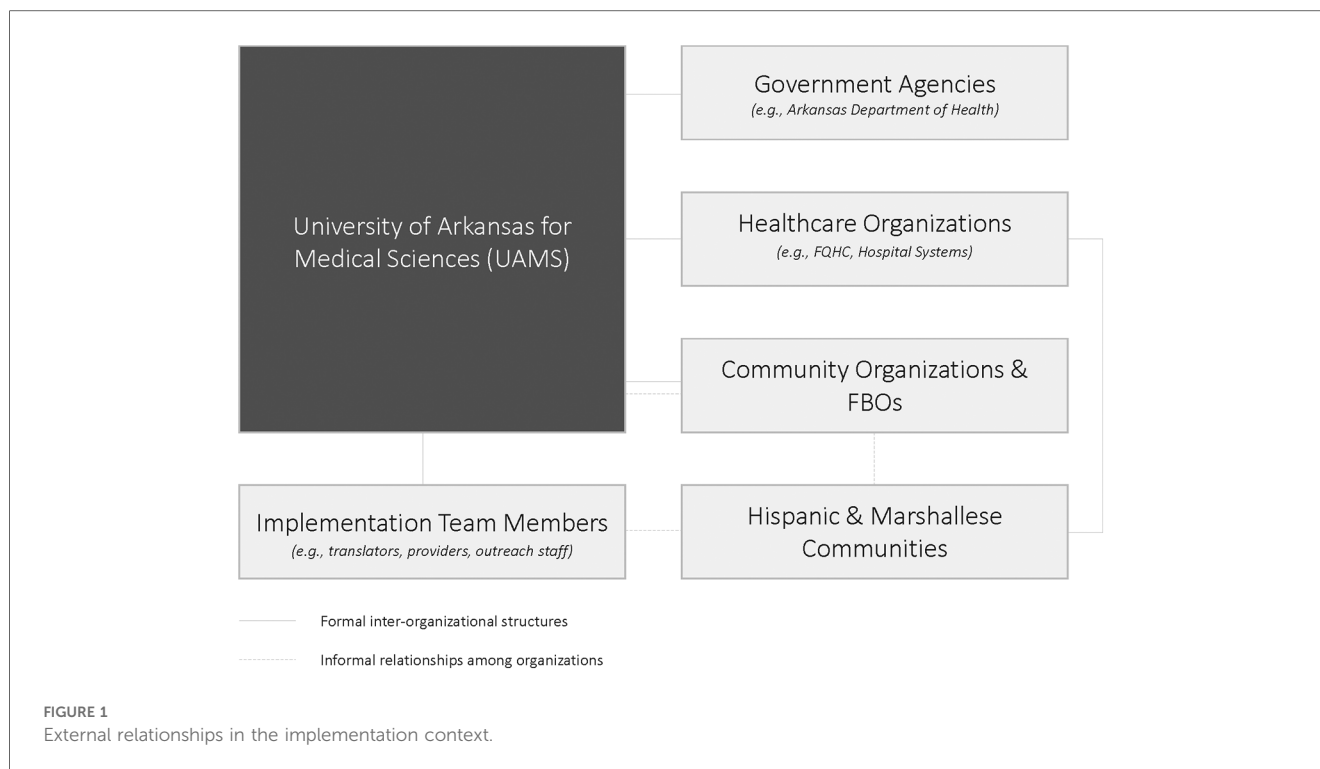 University of Arkansas for
Medical Sciences (UAMS)
Government Agencies
(e.g., Arkansas Department of Health)
Healthcare Organizations
(e.g., FQHC, Hospital Systems)
Community Organizations &
FBOs
Implementation Team Members
(e.g., translators, providers, outreach staff)
Hispanic & Marshallese
Communities
Formal inter-organizational structures
Informal relationships among organizations
FIGURE 1
External relationships in the implementation context.